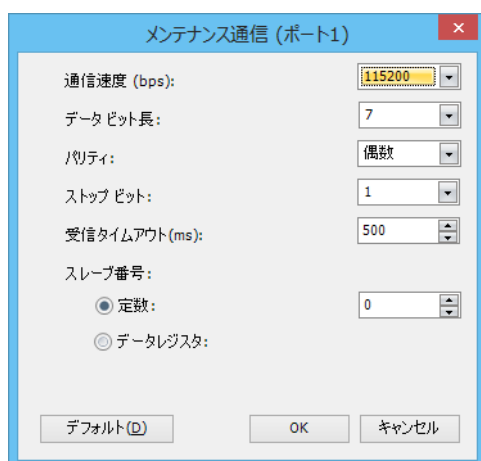 メンテナンス通信 (ポート1)
通信速度 (bps): 115200
データ ビット長: 7
パリティ: 偶数
ストップ ビット: 1
受信タイムアウト(ms): 500
スレーブ番号:
定数: 0
データレジスタ:
デフォルト(D) OK キャンセル